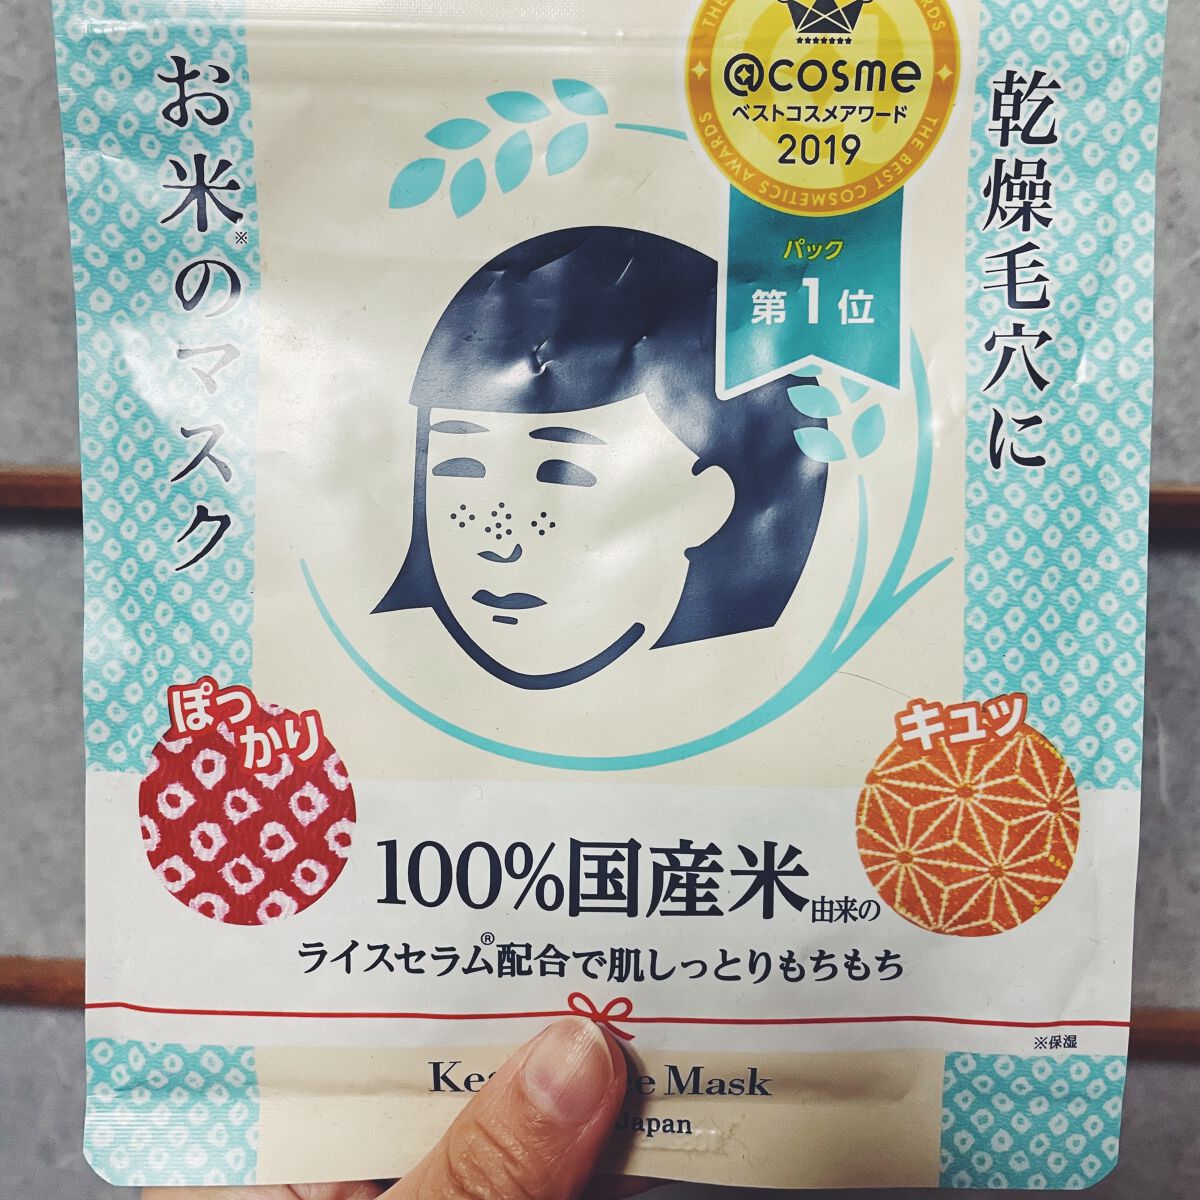 @cosme
ベストコスメアワード
2019
THE BEST COSMETICS AWARDS
パック
第1位
乾燥毛穴に
お米※のマスク
ぽっかり
キュッ
100%国産米由来の
ライスセラム®配合で肌しっとりもちもち
※保湿
Mask
Japan